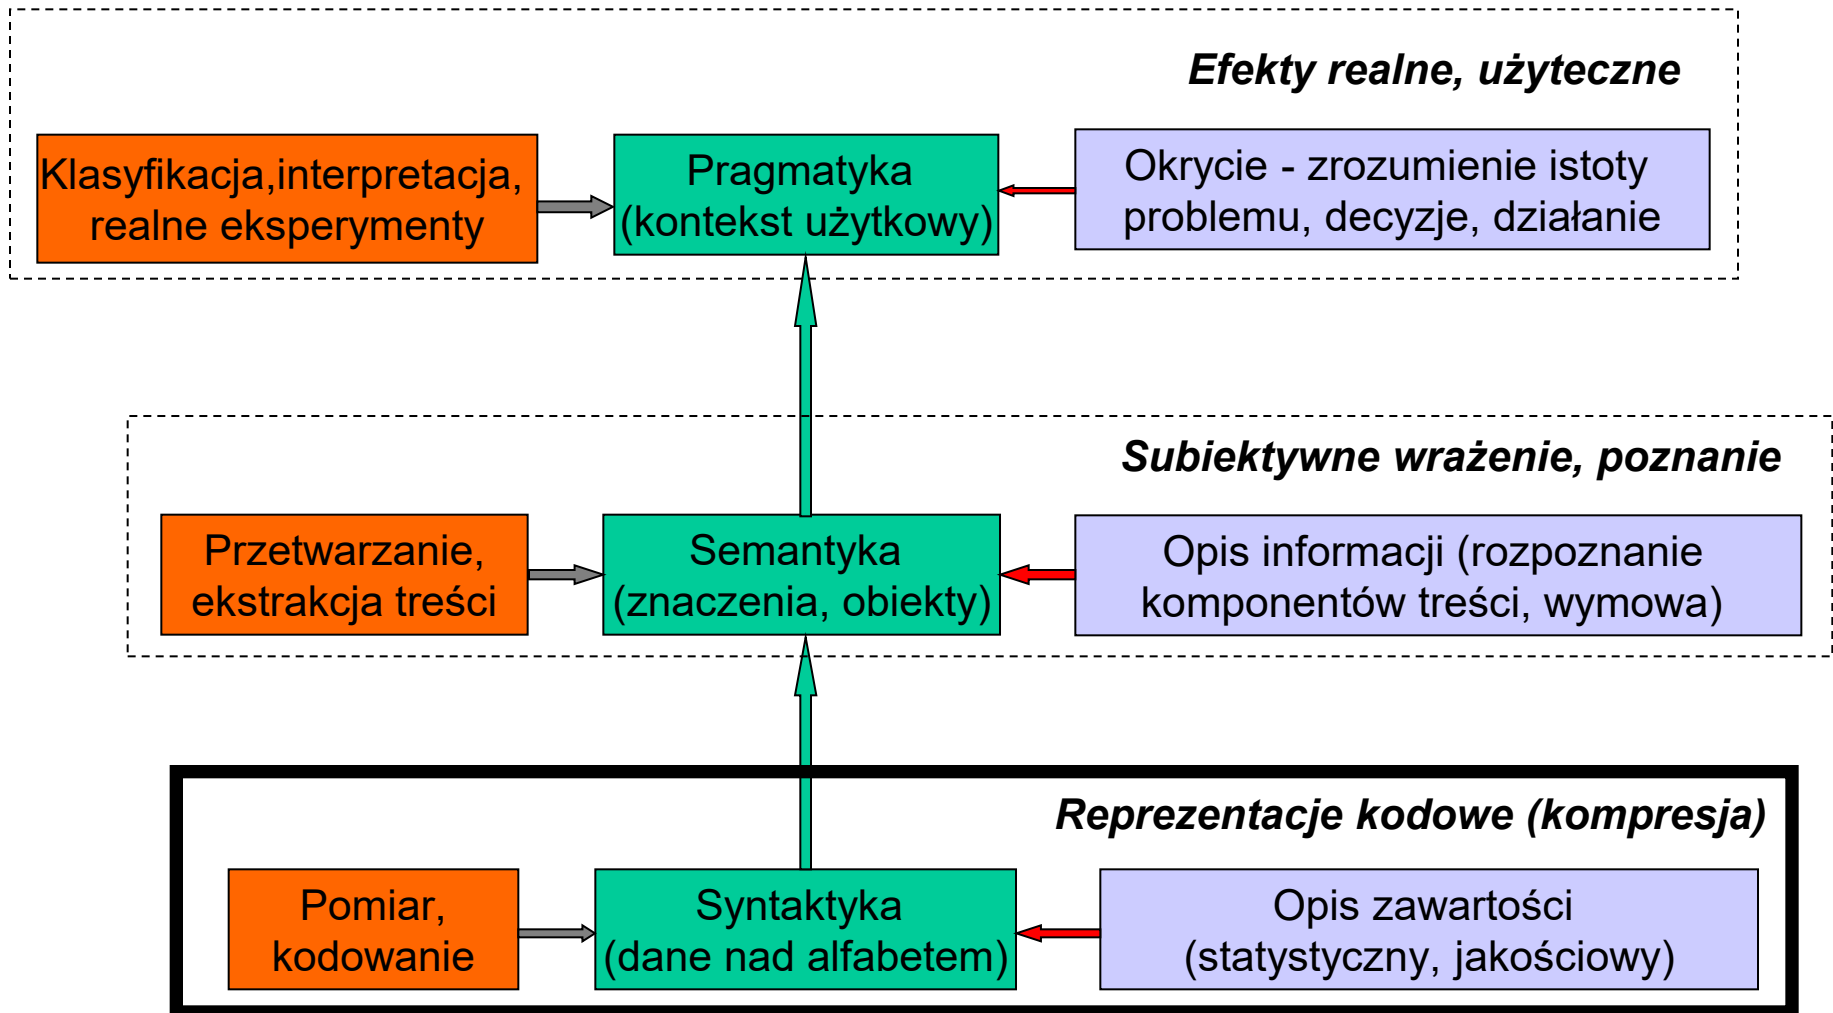 Efekty realne, użyteczne
Klasyfikacja,interpretacja,
realne eksperymenty
Pragmatyka
(kontekst użytkowy)
Okrycie - zrozumienie istoty
problemu, decyzje, działanie
Subiektywne wrażenie, poznanie
Przetwarzanie,
ekstrakcja treści
Semantyka
(znaczenia, obiekty)
Opis informacji (rozpoznanie
komponentów treści, wymowa)
Reprezentacje kodowe (kompresja)
Pomiar,
kodowanie
Syntaktyka
(dane nad alfabetem)
Opis zawartości
(statystyczny, jakościowy)